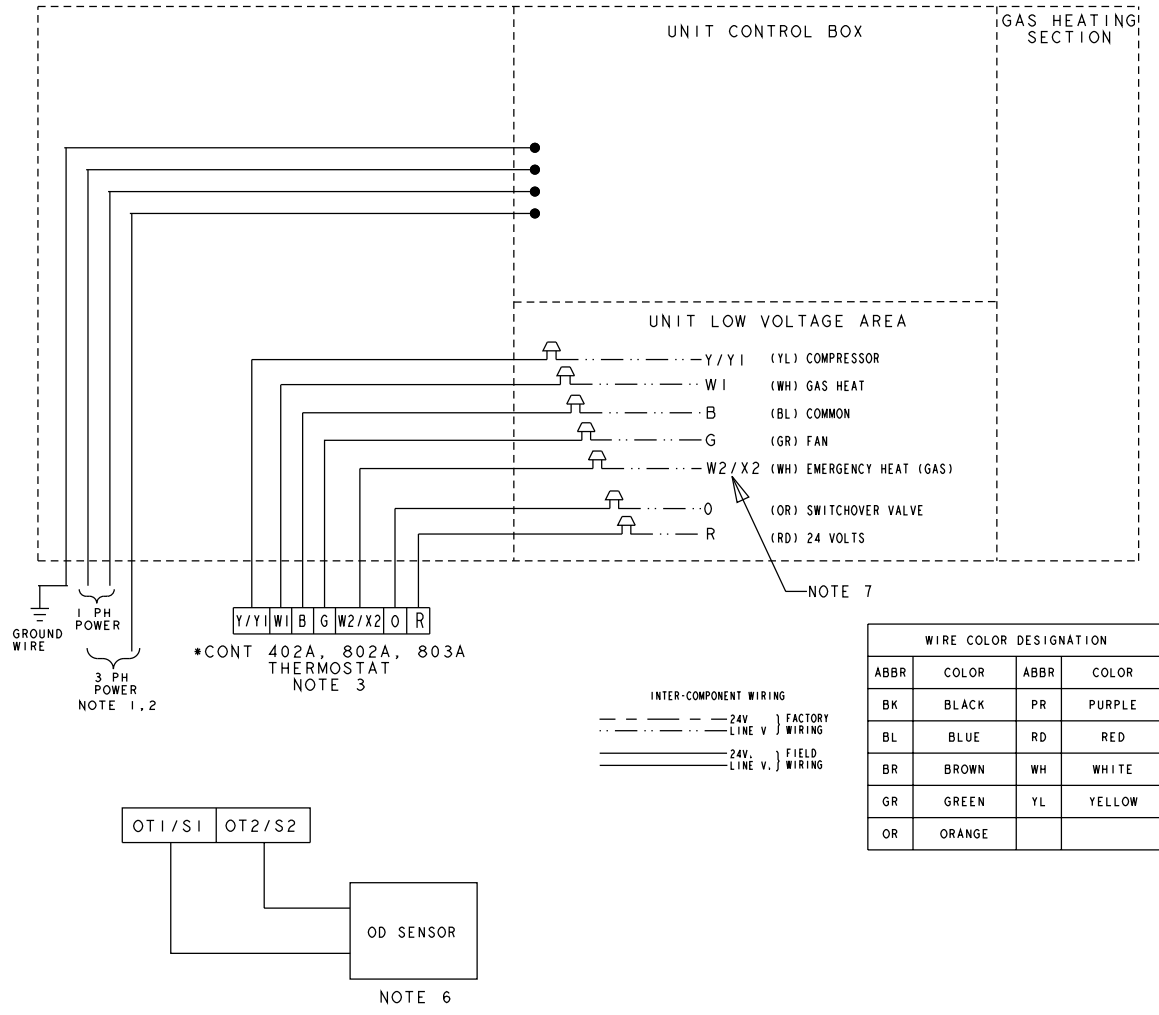 UNIT CONTROL BOX
GAS HEATING
SECTION
UNIT LOW VOLTAGE AREA
Y/Y1 (YL) COMPRESSOR
W1 (WH) GAS HEAT
B (BL) COMMON
G (GR) FAN
W2/X2 (WH) EMERGENCY HEAT (GAS)
O (OR) SWITCHOVER VALVE
R (RD) 24 VOLTS
NOTE 7
GROUND
WIRE
1 PH
POWER
3 PH
POWER
NOTE 1,2
Y/Y1 W1 B G W2/X2 O R
*CONT 402A, 802A, 803A
THERMOSTAT
NOTE 3
INTER-COMPONENT WIRING
24V
LINE V
FACTORY
WIRING
24V.
LINE V.
FIELD
WIRING
WIRE COLOR DESIGNATION
ABBR COLOR ABBR COLOR
BK BLACK PR PURPLE
BL BLUE RD RED
BR BROWN WH WHITE
GR GREEN YL YELLOW
OR ORANGE
OT1/S1 OT2/S2
OD SENSOR
NOTE 6